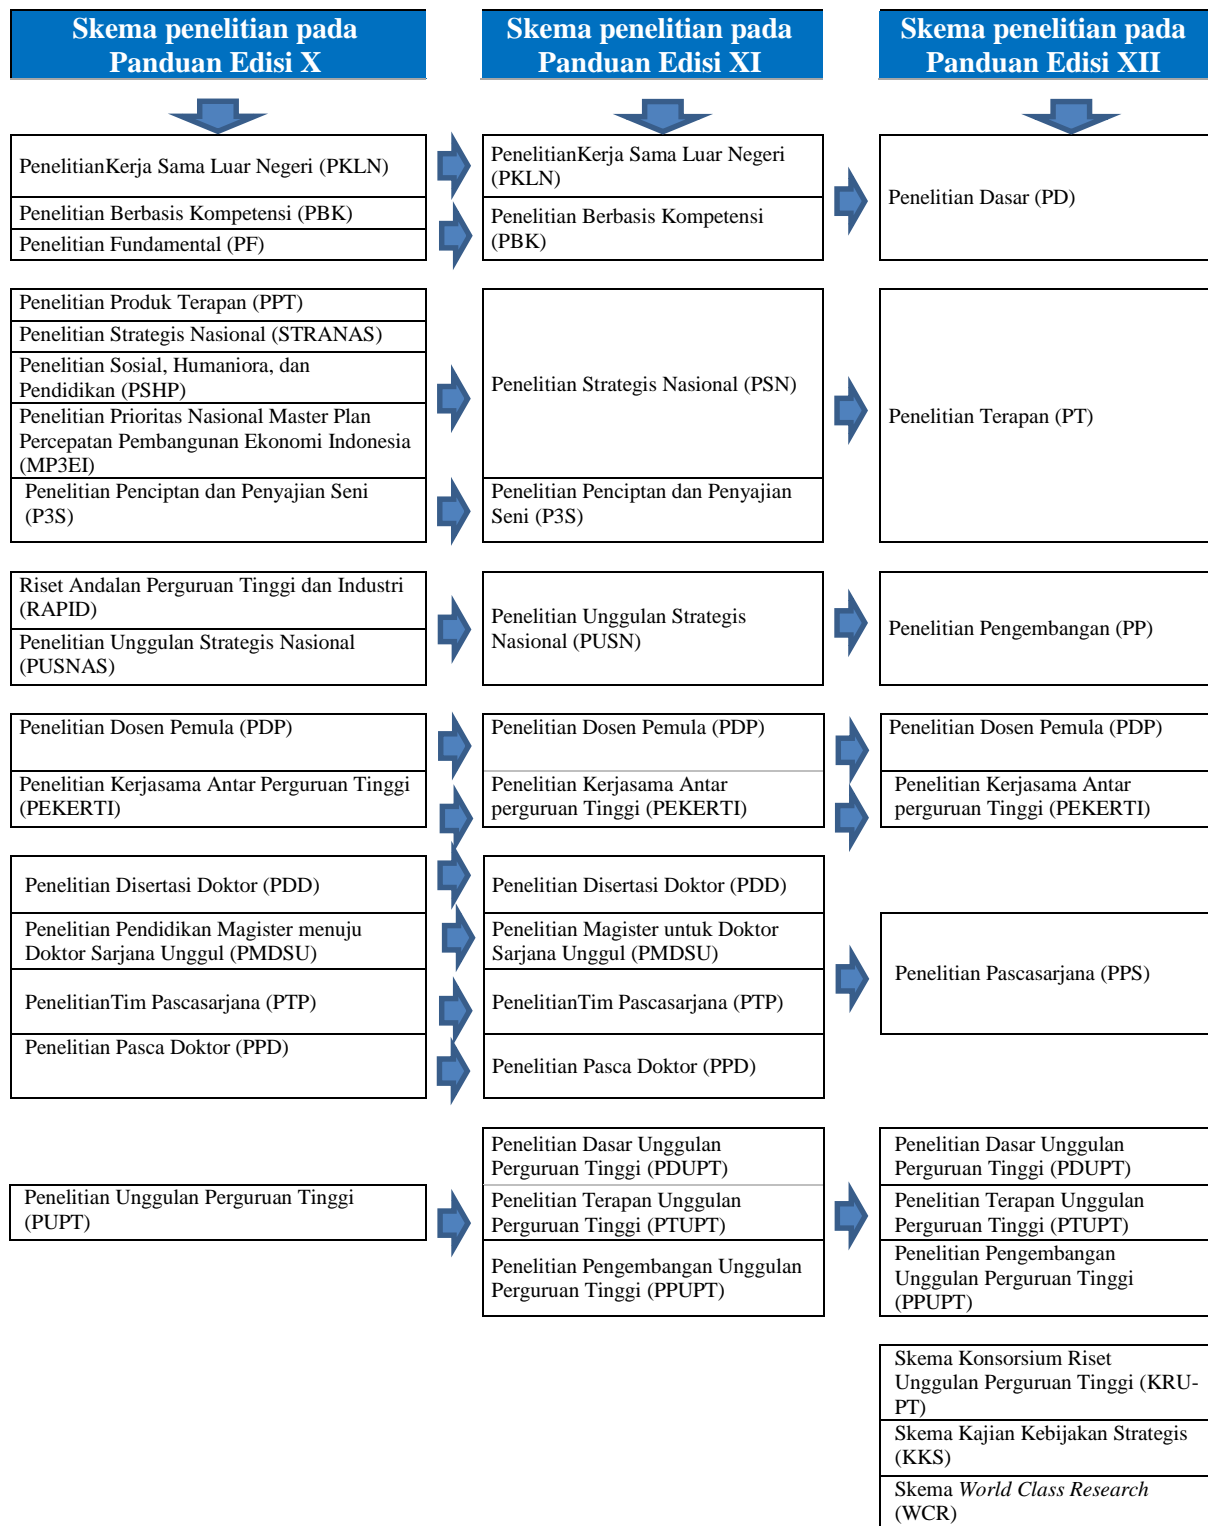 Skema penelitian pada
Panduan Edisi X
Skema penelitian pada
Panduan Edisi XI
Skema penelitian pada
Panduan Edisi XII
PenelitianKerja Sama Luar Negeri (PKLN)
Penelitian Berbasis Kompetensi (PBK)
Penelitian Fundamental (PF)
PenelitianKerja Sama Luar Negeri
(PKLN)
Penelitian Berbasis Kompetensi
(PBK)
Penelitian Dasar (PD)
Penelitian Produk Terapan (PPT)
Penelitian Strategis Nasional (STRANAS)
Penelitian Sosial, Humaniora, dan
Pendidikan (PSHP)
Penelitian Prioritas Nasional Master Plan
Percepatan Pembangunan Ekonomi Indonesia
(MP3EI)
Penelitian Penciptan dan Penyajian Seni
(P3S)
Penelitian Strategis Nasional (PSN)
Penelitian Penciptan dan Penyajian
Seni (P3S)
Penelitian Terapan (PT)
Riset Andalan Perguruan Tinggi dan Industri
(RAPID)
Penelitian Unggulan Strategis Nasional
(PUSNAS)
Penelitian Unggulan Strategis
Nasional (PUSN)
Penelitian Pengembangan (PP)
Penelitian Dosen Pemula (PDP)
Penelitian Kerjasama Antar Perguruan Tinggi
(PEKERTI)
Penelitian Dosen Pemula (PDP)
Penelitian Kerjasama Antar
perguruan Tinggi (PEKERTI)
Penelitian Dosen Pemula (PDP)
Penelitian Kerjasama Antar
perguruan Tinggi (PEKERTI)
Penelitian Disertasi Doktor (PDD)
Penelitian Pendidikan Magister menuju
Doktor Sarjana Unggul (PMDSU)
PenelitianTim Pascasarjana (PTP)
Penelitian Pasca Doktor (PPD)
Penelitian Disertasi Doktor (PDD)
Penelitian Magister untuk Doktor
Sarjana Unggul (PMDSU)
PenelitianTim Pascasarjana (PTP)
Penelitian Pasca Doktor (PPD)
Penelitian Pascasarjana (PPS)
Penelitian Unggulan Perguruan Tinggi
(PUPT)
Penelitian Dasar Unggulan
Perguruan Tinggi (PDUPT)
Penelitian Terapan Unggulan
Perguruan Tinggi (PTUPT)
Penelitian Pengembangan Unggulan
Perguruan Tinggi (PPUPT)
Penelitian Dasar Unggulan
Perguruan Tinggi (PDUPT)
Penelitian Terapan Unggulan
Perguruan Tinggi (PTUPT)
Penelitian Pengembangan
Unggulan Perguruan Tinggi
(PPUPT)
Skema Konsorsium Riset
Unggulan Perguruan Tinggi (KRU-
PT)
Skema Kajian Kebijakan Strategis
(KKS)
Skema World Class Research
(WCR)